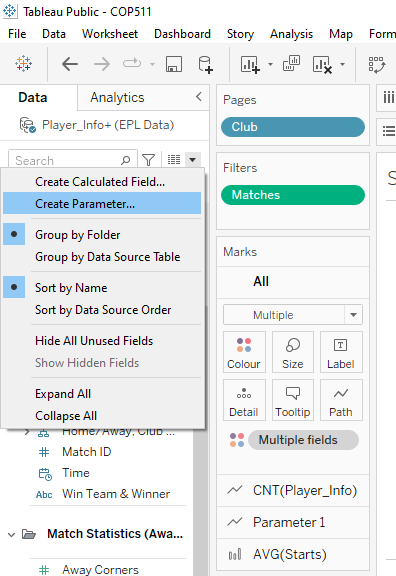 Tableau Public - COP511
File Data Worksheet Dashboard Story Analysis Map
Data Analytics
Player_Info+ (EPL Data)
Search
Create Calculated Field...
Create Parameter...
Group by Folder
Group by Data Source Table
Sort by Name
Sort by Data Source Order
Hide All Unused Fields
Show Hidden Fields
Expand All
Collapse All
Home/Away, Club ...
Match ID
Time
Abc Win Team & Winner
Match Statistics (Awa...
Away Corners
Pages
Club
Filters
Matches
Marks
All
Multiple
Colour Size Label
Detail Tooltip Path
Multiple fields
CNT(Player_Info)
Parameter 1
AVG(Starts)